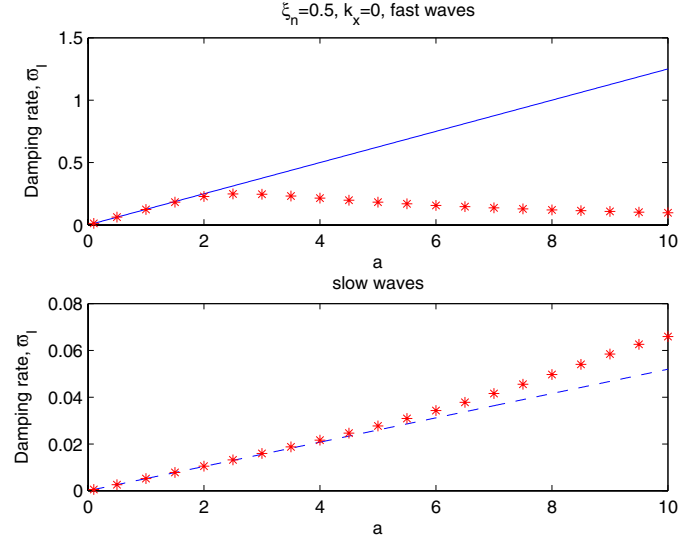 ξn=0.5, kx=0, fast waves
Damping rate, ϖI
1.5
1
0.5
0
0 2 4 6 8 10
a
slow waves
Damping rate, ϖI
0.08
0.06
0.04
0.02
0
0 2 4 6 8 10
a